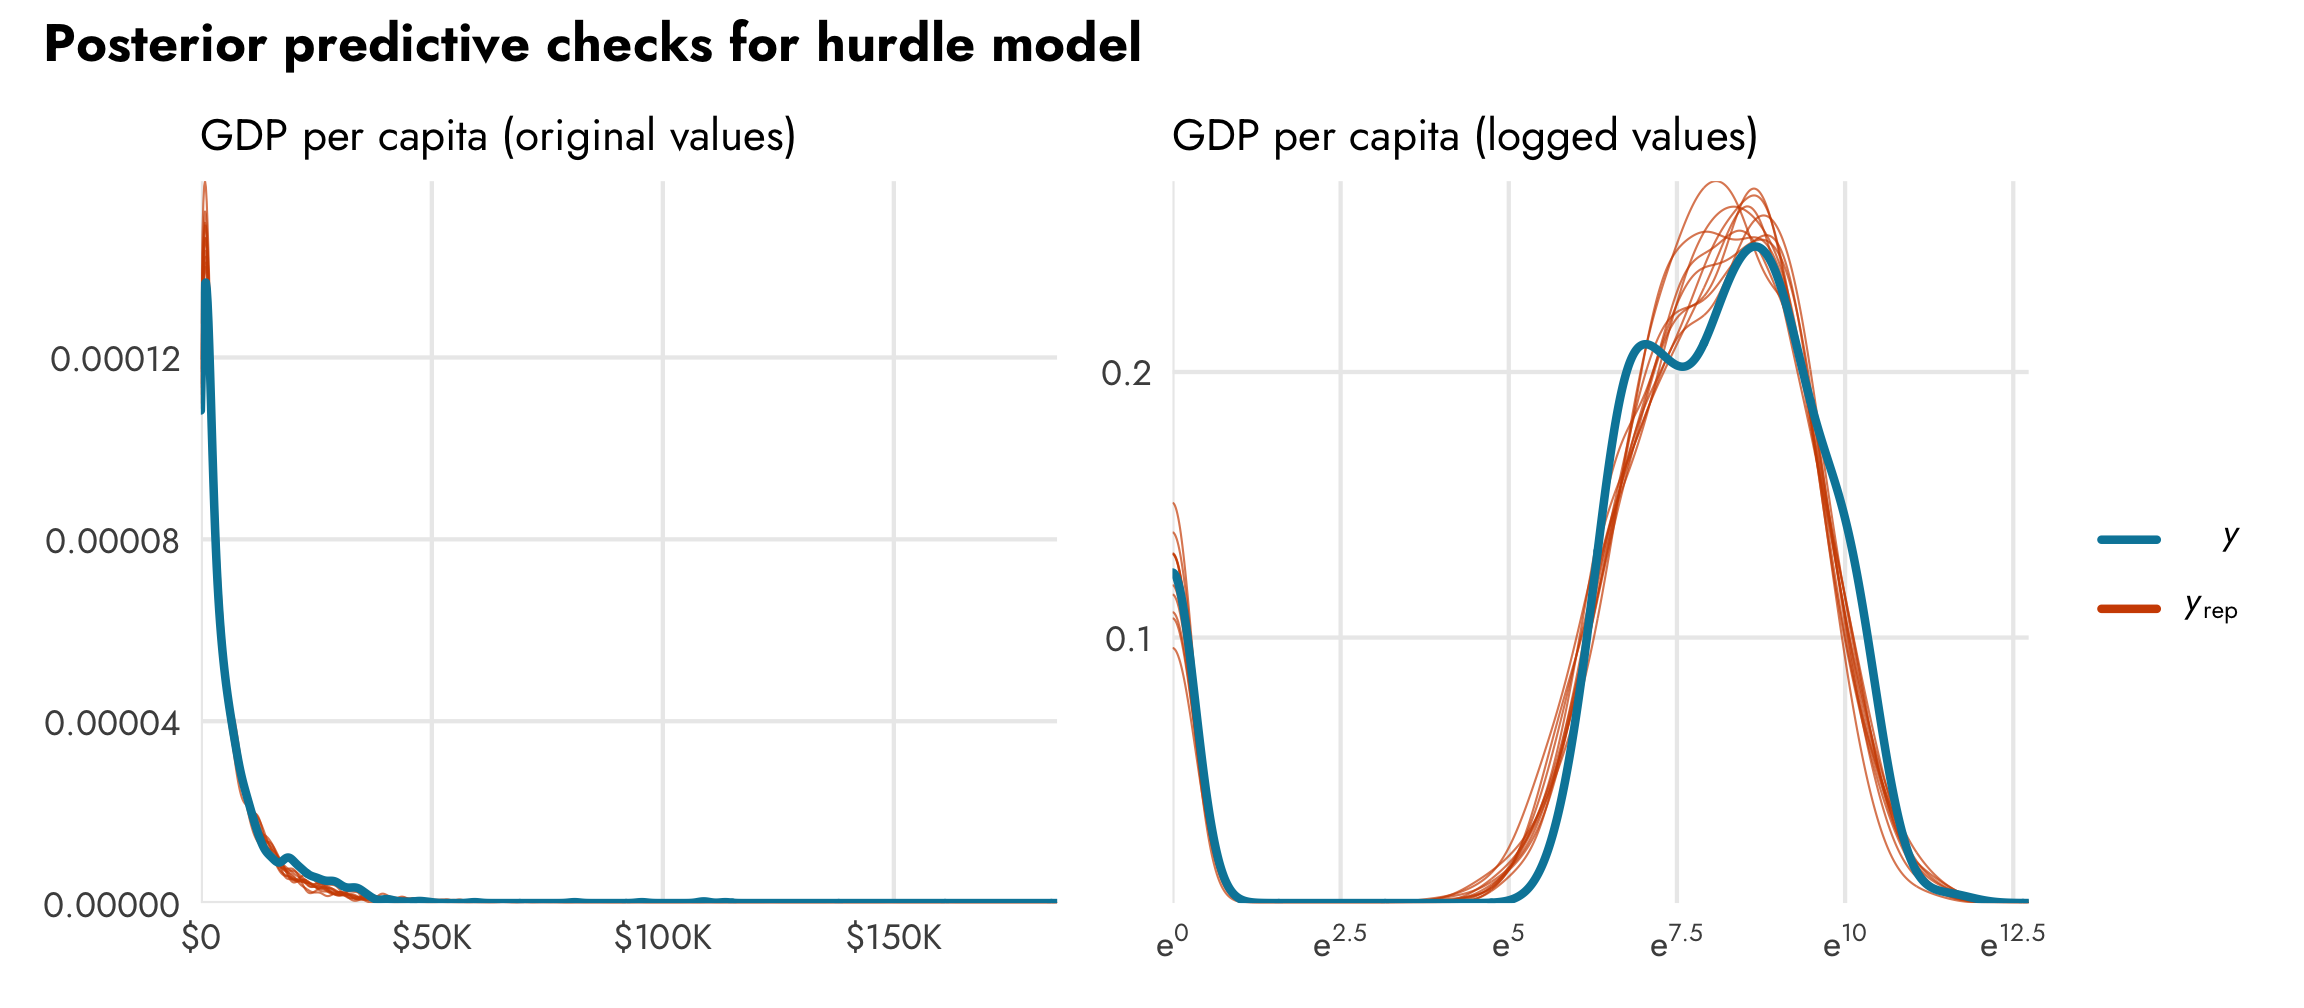 Posterior predictive checks for hurdle model
GDP per capita (original values)
0.00012
0.00008
0.00004
0.00000
$0 $50K $100K $150K
GDP per capita (logged values)
0.2
0.1
e⁰ e²·⁵ e⁵ e⁷·⁵ e¹⁰ e¹²·⁵
y
y rep